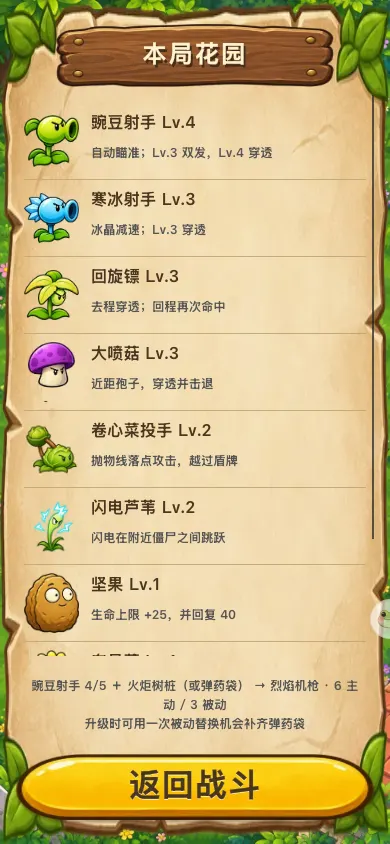 本局花园
豌豆射手 Lv.4
自动瞄准；Lv.3 双发，Lv.4 穿透
寒冰射手 Lv.3
冰晶减速；Lv.3 穿透
回旋镖 Lv.3
去程穿透；回程再次命中
大喷菇 Lv.3
近距孢子，穿透并击退
卷心菜投手 Lv.2
抛物线落点攻击，越过盾牌
闪电芦苇 Lv.2
闪电在附近僵尸之间跳跃
坚果 Lv.1
生命上限 +25，并回复 40
豌豆射手 4/5 + 火炬树桩（或弹药袋） → 烈焰机枪 · 6 主
动 / 3 被动
升级时可用一次被动替换机会补齐弹药袋
返回战斗